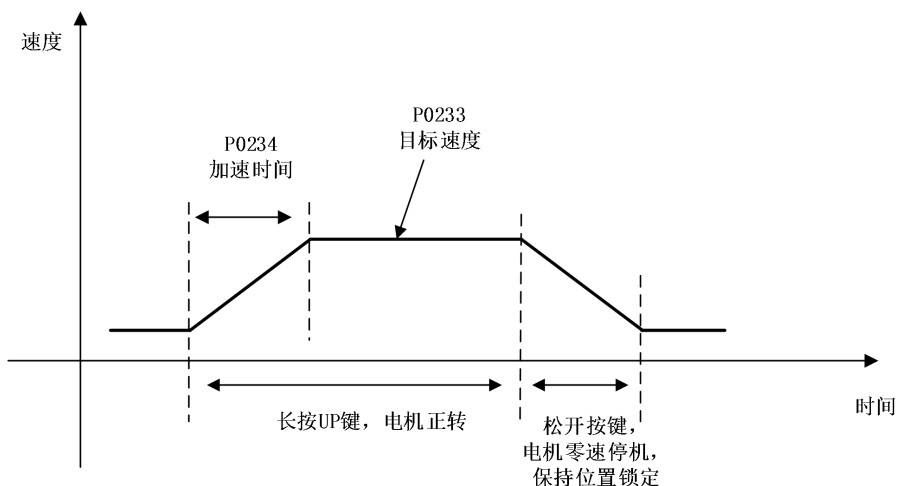 速度
P0233
目标速度
P0234
加速时间
时间
长按UP键，电机正转
松开按键，
电机零速停机，
保持位置锁定